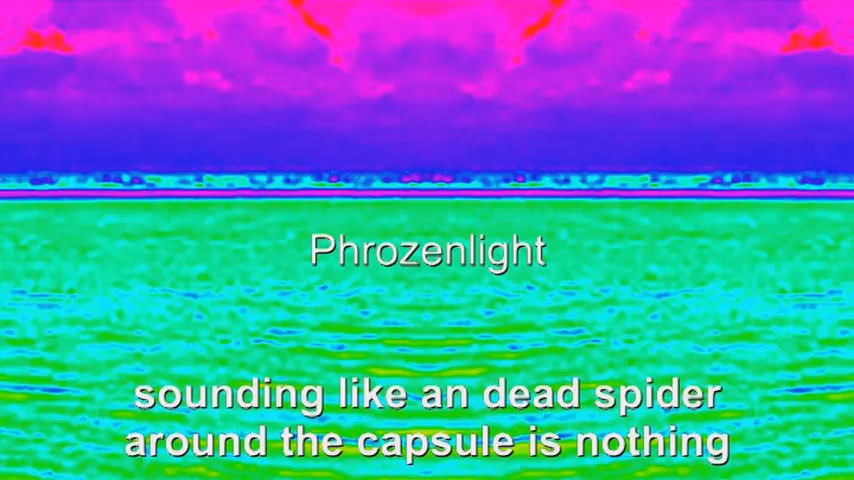 Phrozenlight
sounding like an dead spider
around the capsule is nothing